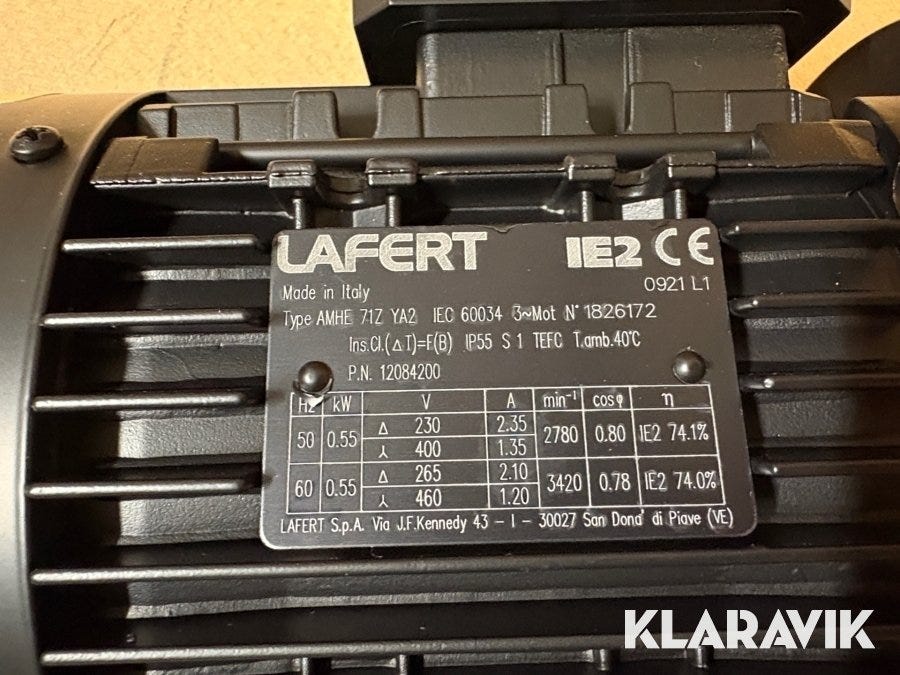 LAFERT IE2 CE
Made in Italy 0921 L1
Type AMHE 71Z YA2 IEC 60034 3~Mot N° 1826172
Ins.Cl.(ΔT)=F(B) IP55 S 1 TEFC T.amb.40°C
P.N. 12084200
Hz kW V A min⁻¹ cosφ η
50 0.55 Δ 230 2.35 2780 0.80 IE2 74.1%
⅄ 400 1.35
60 0.55 Δ 265 2.10 3420 0.78 IE2 74.0%
⅄ 460 1.20
LAFERT S.p.A. Via J.F.Kennedy 43 - I - 30027 San Dona' di Piave (VE)
KLARAVIK